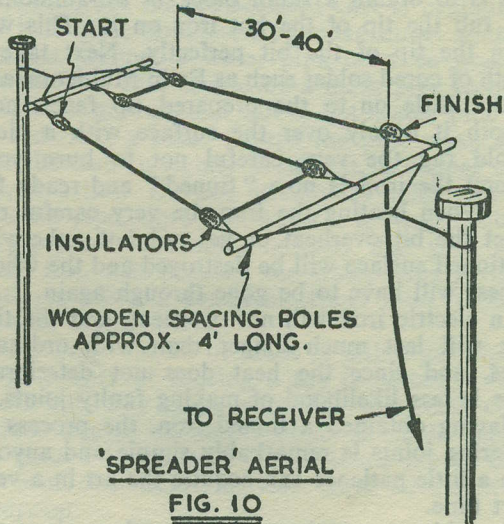 START
30'-40'
FINISH
INSULATORS
WOODEN SPACING POLES
APPROX. 4' LONG.
TO RECEIVER
'SPREADER' AERIAL
FIG. 10